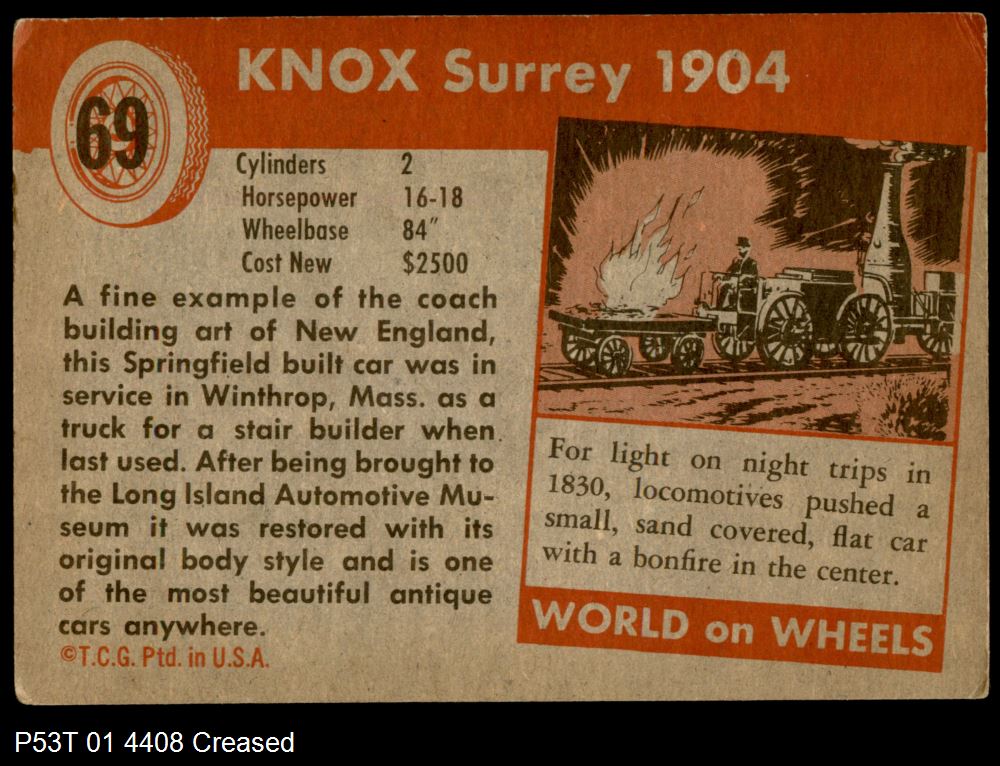 69
KNOX Surrey 1904
Cylinders 2
Horsepower 16-18
Wheelbase 84"
Cost New $2500
A fine example of the coach
building art of New England,
this Springfield built car was in
service in Winthrop, Mass. as a
truck for a stair builder when
last used. After being brought to
the Long Island Automotive Mu-
seum it was restored with its
original body style and is one
of the most beautiful antique
cars anywhere.
©T.C.G. Ptd. in U.S.A.
For light on night trips in
1830, locomotives pushed a
small, sand covered, flat car
with a bonfire in the center.
WORLD on WHEELS
P53T 01 4408 Creased